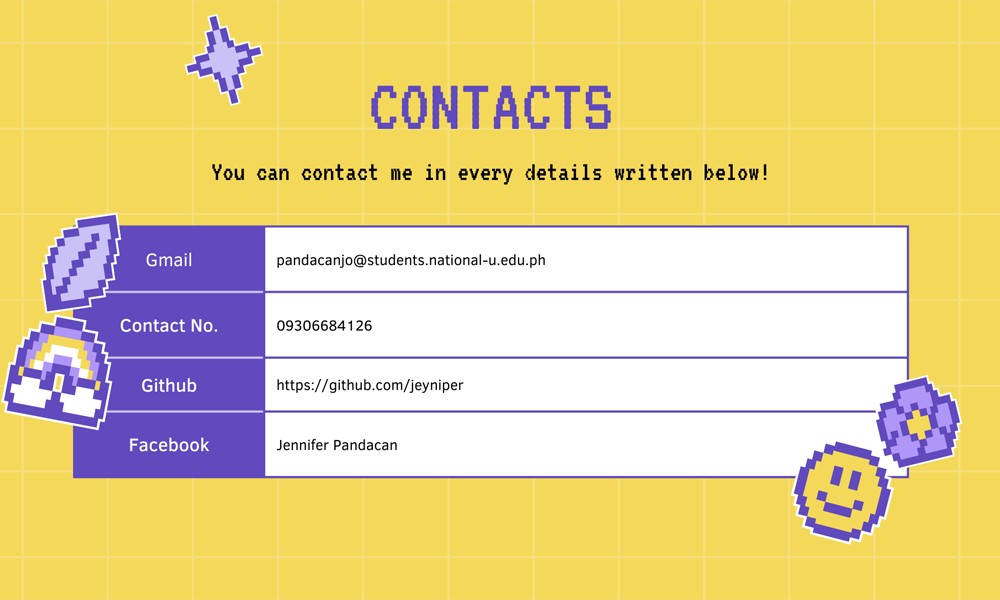 CONTACTS
You can contact me in every details written below!
Gmail pandacanjo@students.national-u.edu.ph
Contact No. 09306684126
Github https://github.com/jeyniper
Facebook Jennifer Pandacan